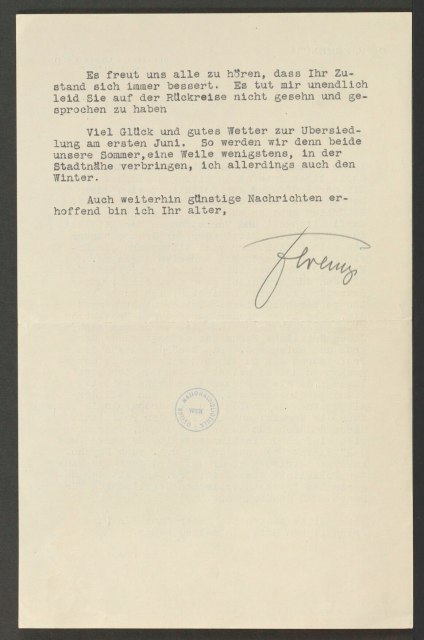 Es freut uns alle zu hören, dass Ihr Zu-
stand sich immer bessert. Es tut mir unendlich
leid Sie auf der Rückreise nicht gesehn und ge-
sprochen zu haben
Viel Glück und gutes Wetter zur Ubersied-
lung am ersten Juni. So werden wir denn beide
unsere Sommer,eine Weile wenigstens, in der
Stadtnähe verbringen, ich allerdings auch den
Winter.
Auch weiterhin günstige Nachrichten er-
hoffend bin ich Ihr alter,
Ferenczi